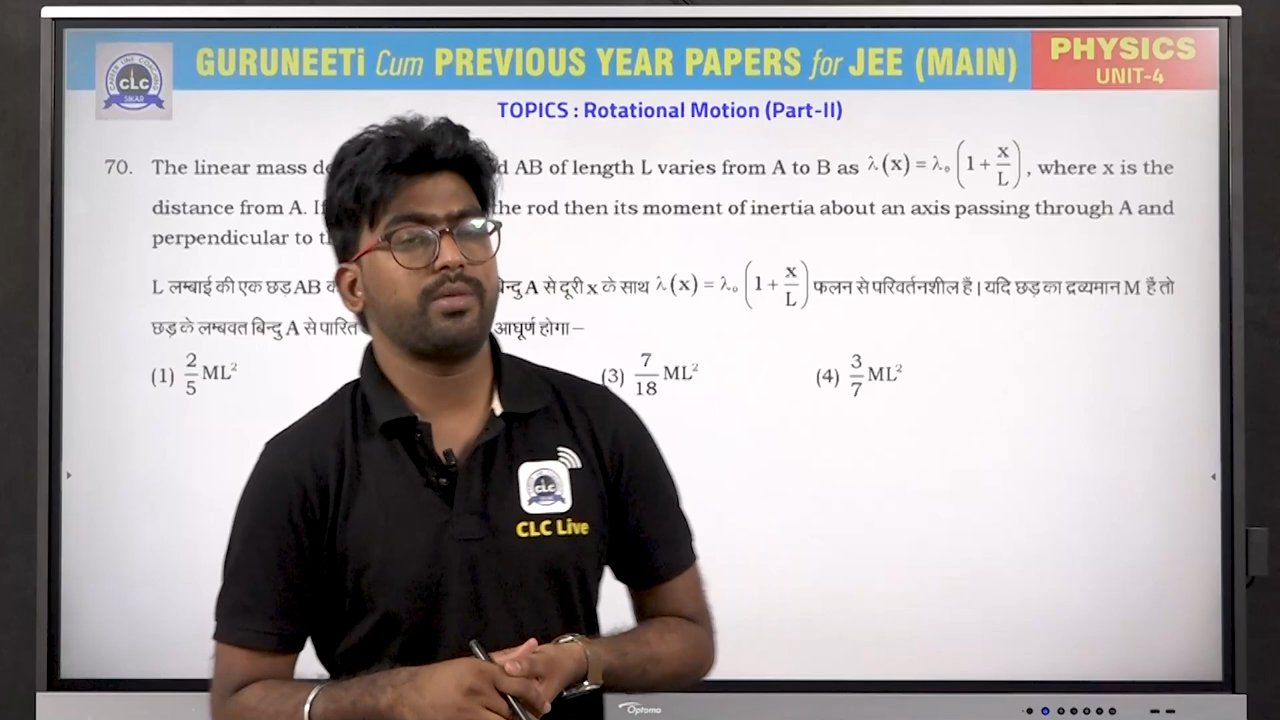 GURUNEETi Cum PREVIOUS YEAR PAPERS for JEE (MAIN)
PHYSICS
UNIT-4
CLC
SIKAR
TOPICS : Rotational Motion (Part-II)
70. The linear mass d AB of length L varies from A to B as λ(x) = λ₀ (1 + x/L), where x is the
distance from A. the rod then its moment of inertia about an axis passing through A and
perpendicular to
L लम्बाई की एक छड़ AB से दूरी x के साथ λ(x) = λ₀ (1 + x/L) फलन से परिवर्तनशील है। यदि छड़ का द्रव्यमान M है तो
छड़ के लम्बवत बिन्दु A से पारित आघूर्ण होगा–
(1) 2/5 ML² (3) 7/18 ML² (4) 3/7 ML²
CLC
CLC Live
Optoma